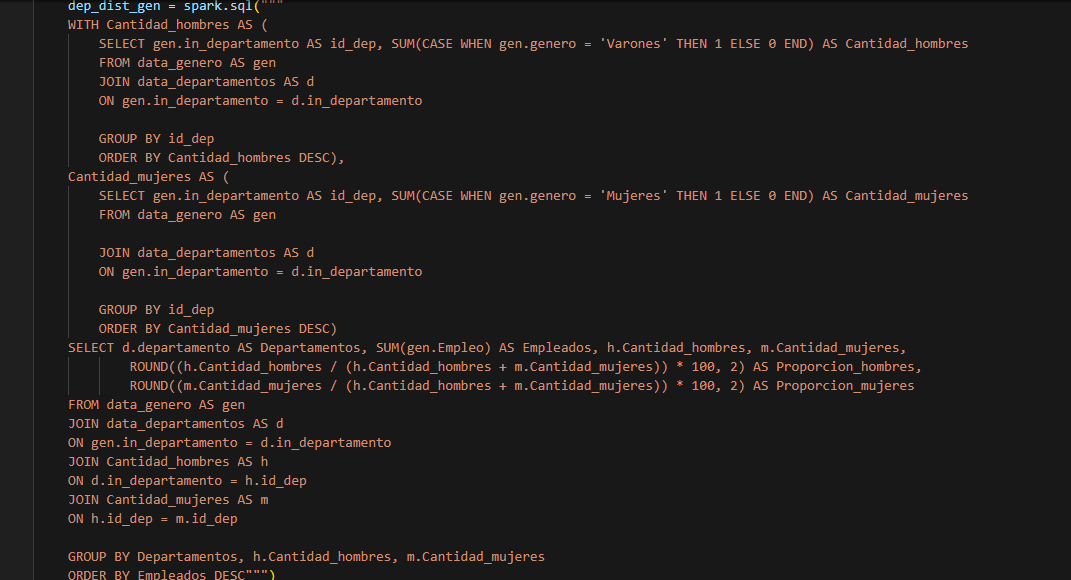 dep_dist_gen = spark.sql("""
WITH Cantidad_hombres AS (
SELECT gen.in_departamento AS id_dep, SUM(CASE WHEN gen.genero = 'Varones' THEN 1 ELSE 0 END) AS Cantidad_hombres
FROM data_genero AS gen
JOIN data_departamentos AS d
ON gen.in_departamento = d.in_departamento
GROUP BY id_dep
ORDER BY Cantidad_hombres DESC),
Cantidad_mujeres AS (
SELECT gen.in_departamento AS id_dep, SUM(CASE WHEN gen.genero = 'Mujeres' THEN 1 ELSE 0 END) AS Cantidad_mujeres
FROM data_genero AS gen
JOIN data_departamentos AS d
ON gen.in_departamento = d.in_departamento
GROUP BY id_dep
ORDER BY Cantidad_mujeres DESC)
SELECT d.departamento AS Departamentos, SUM(gen.Empleo) AS Empleados, h.Cantidad_hombres, m.Cantidad_mujeres,
ROUND((h.Cantidad_hombres / (h.Cantidad_hombres + m.Cantidad_mujeres)) * 100, 2) AS Proporcion_hombres,
ROUND((m.Cantidad_mujeres / (h.Cantidad_hombres + m.Cantidad_mujeres)) * 100, 2) AS Proporcion_mujeres
FROM data_genero AS gen
JOIN data_departamentos AS d
ON gen.in_departamento = d.in_departamento
JOIN Cantidad_hombres AS h
ON d.in_departamento = h.id_dep
JOIN Cantidad_mujeres AS m
ON h.id_dep = m.id_dep
GROUP BY Departamentos, h.Cantidad_hombres, m.Cantidad_mujeres
ORDER BY Empleados DESC""")